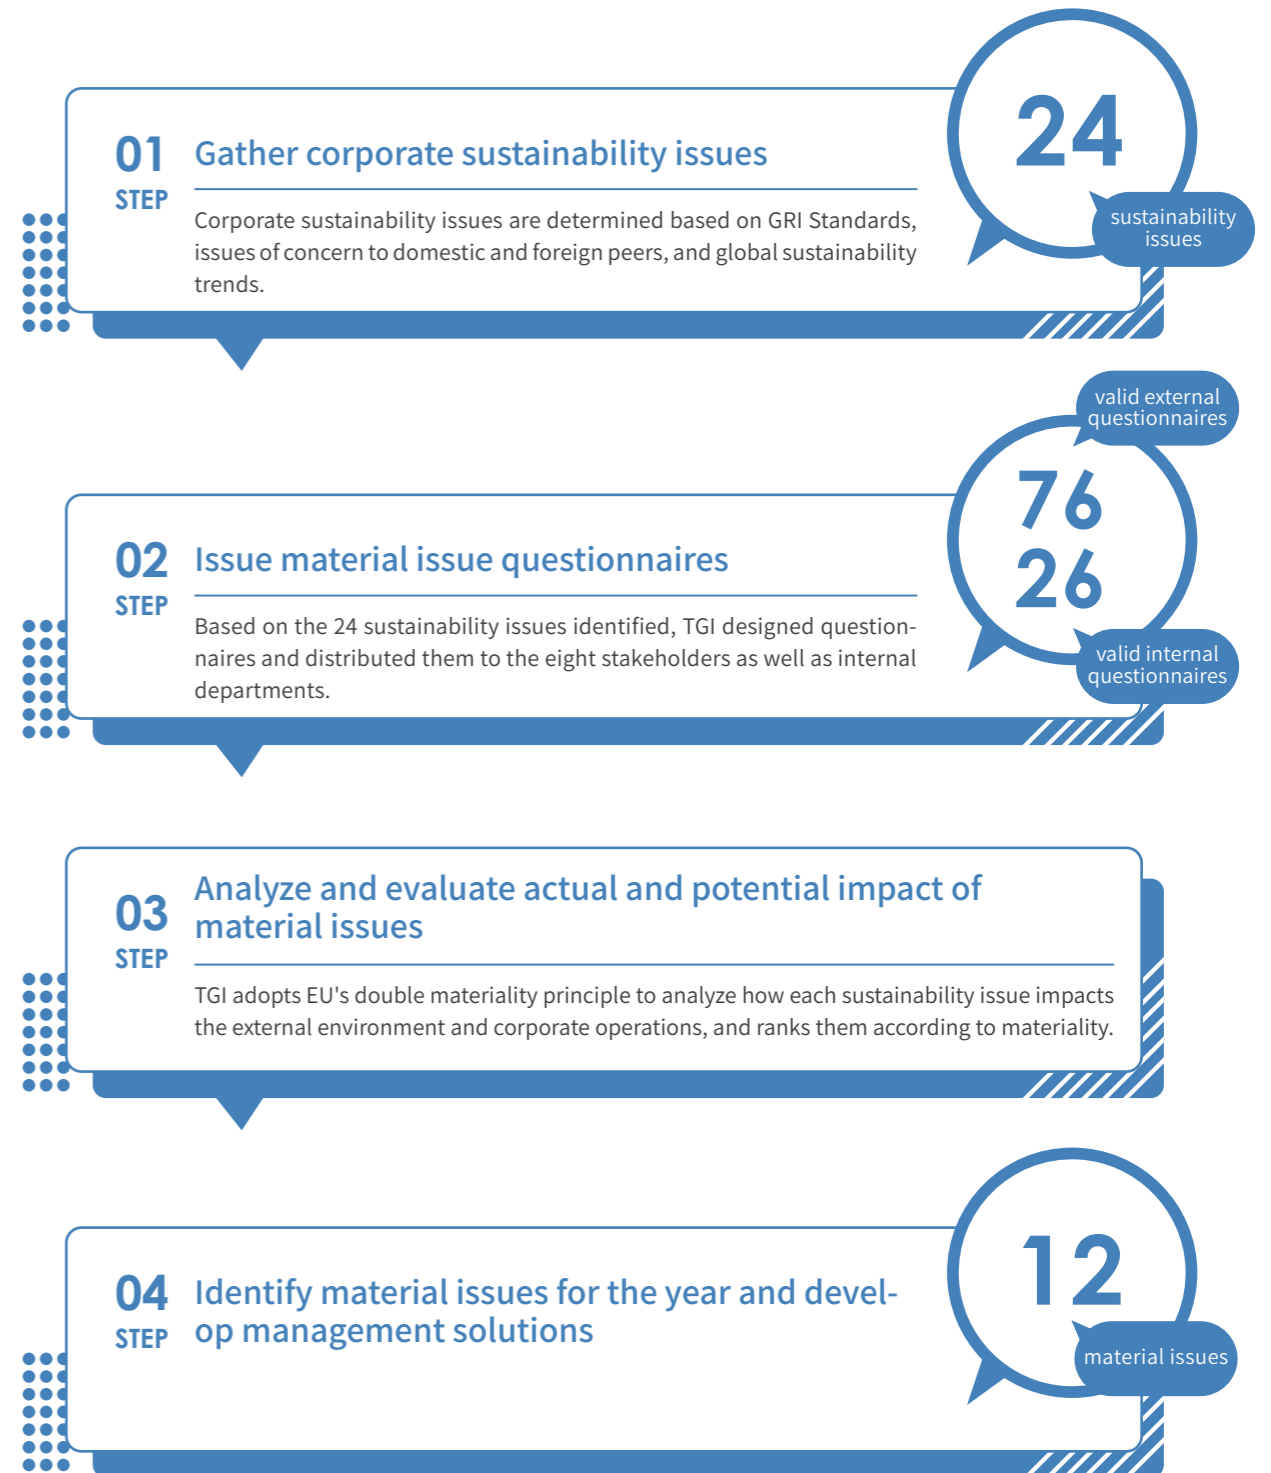 24
01
STEP
Gather corporate sustainability issues
sustainability
issues
Corporate sustainability issues are determined based on GRI Standards,
issues of concern to domestic and foreign peers, and global sustainability
trends.
valid external
questionnaires
76
26
02
STEP
Issue material issue questionnaires
valid internal
questionnaires
Based on the 24 sustainability issues identified, TGI designed question-
naires and distributed them to the eight stakeholders as well as internal
departments.
03
STEP
Analyze and evaluate actual and potential impact of
material issues
TGI adopts EU's double materiality principle to analyze how each sustainability issue impacts
the external environment and corporate operations, and ranks them according to materiality.
12
04
STEP
Identify material issues for the year and devel-
op management solutions
material issues